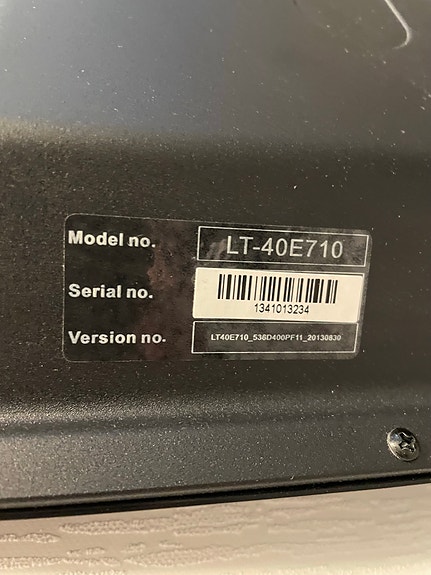 Model no. LT-40E710
Serial no. 1341013234
Version no. LT40E710_536D400PF11_20130830